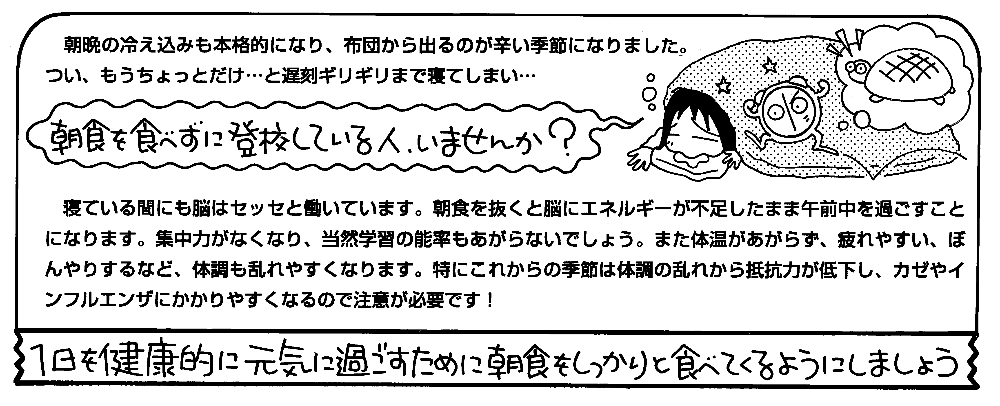 朝晩の冷え込みも本格的になり、布団から出るのが辛い季節になりました。
つい、もうちょっとだけ…と遅刻ギリギリまで寝てしまい…
朝食を食べずに登校している人、いませんか？
寝ている間にも脳はセッセと働いています。朝食を抜くと脳にエネルギーが不足したまま午前中を過ごすこと
になります。集中力がなくなり、当然学習の能率もあがらないでしょう。また体温があがらず、疲れやすい、ぼ
んやりするなど、体調も乱れやすくなります。特にこれからの季節は体調の乱れから抵抗力が低下し、カゼやイ
ンフルエンザにかかりやすくなるので注意が必要です！
1日を健康的に元気に過ごすために朝食をしっかりと食べてくるようにしましょう